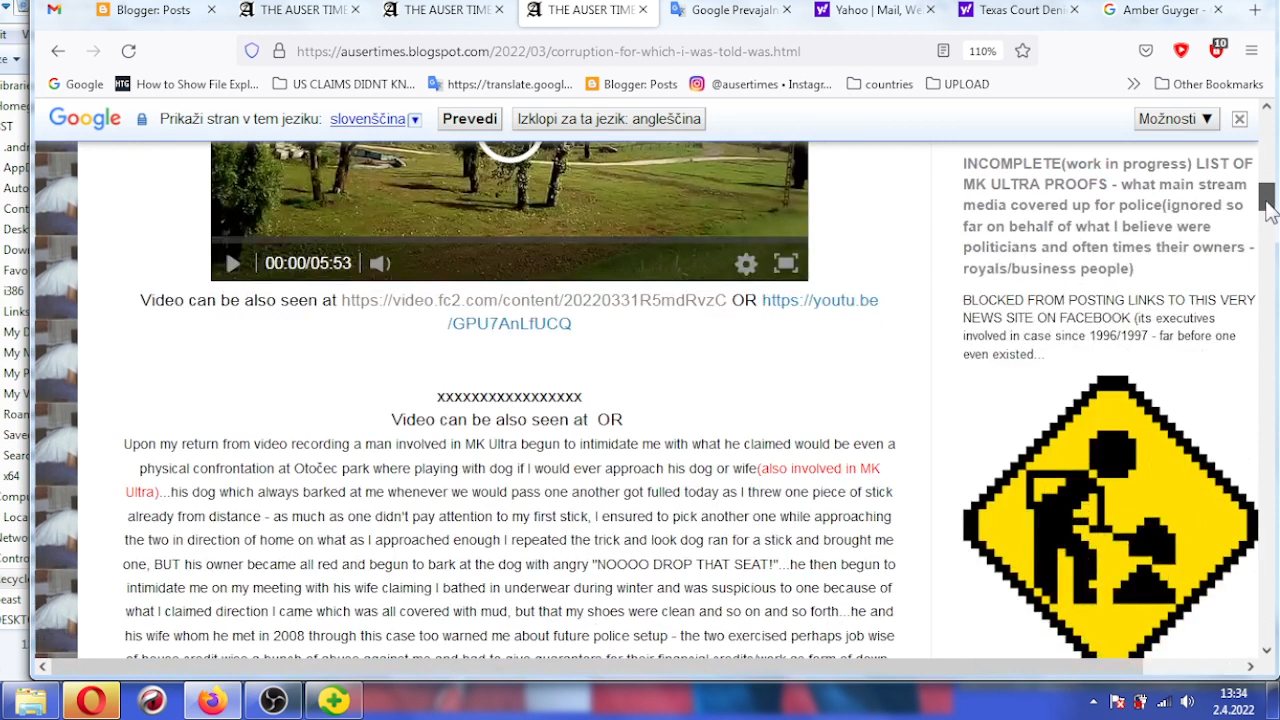 Blogger: Posts
THE AUSER TIME
THE AUSER TIME
THE AUSER TIME
Google Prevajaln
Yahoo | Mail, We
Texas Court Deni
Amber Guyger -
https://ausertimes.blogspot.com/2022/03/corruption-for-which-i-was-told-was.html
110%
10
Google
HTG
How to Show File Expl...
US CLAIMS DIDNT KN...
https://translate.googl...
Blogger: Posts
@ausertimes • Instagr...
countries
UPLOAD
Other Bookmarks
Google
Prikaži stran v tem jeziku:
slovenščina
Prevedi
Izklopi za ta jezik: angleščina
Možnosti ▼
00:00/05:53
Video can be also seen at https://video.fc2.com/content/20220331R5mdRvzC OR https://youtu.be
/GPU7AnLfUCQ
xxxxxxxxxxxxxxxxx
Video can be also seen at OR
Upon my return from video recording a man involved in MK Ultra begun to intimidate me with what he claimed would be even a
physical confrontation at Otočec park where playing with dog if I would ever approach his dog or wife(also involved in MK
Ultra)...his dog which always barked at me whenever we would pass one another got fulled today as I threw one piece of stick
already from distance - as much as one didn't pay attention to my first stick, I ensured to pick another one while approaching
the two in direction of home on what as I approached enough I repeated the trick and look dog ran for a stick and brought me
one, BUT his owner became all red and begun to bark at the dog with angry "NOOOO DROP THAT SEAT!"...he then begun to
intimidate me on my meeting with his wife claiming I bathed in underwear during winter and was suspicious to one because of
what I claimed direction I came which was all covered with mud, but that my shoes were clean and so on and so forth...he and
his wife whom he met in 2008 through this case too warned me about future police setup - the two exercised perhaps job wise
INCOMPLETE(work in progress) LIST OF
MK ULTRA PROOFS - what main stream
media covered up for police(ignored so
far on behalf of what I believe were
politicians and often times their owners -
royals/business people)
BLOCKED FROM POSTING LINKS TO THIS VERY
NEWS SITE ON FACEBOOK (its executives
involved in case since 1996/1997 - far before one
even existed...
13:34
2.4.2022